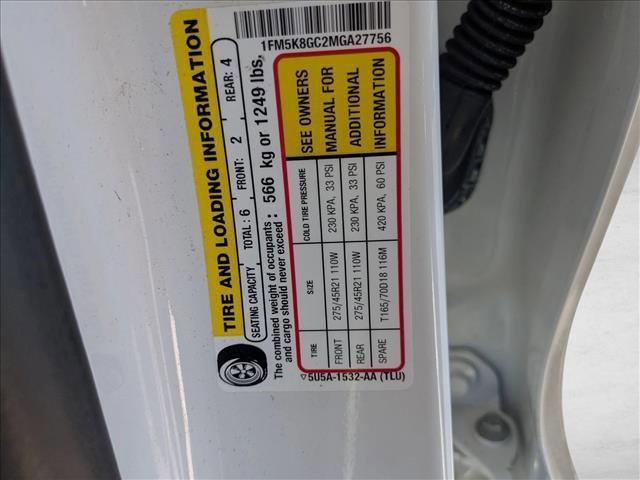 1FM5K8GC2MGA27756
TIRE AND LOADING INFORMATION
SEATING CAPACITY TOTAL : 6 FRONT: 2 REAR: 4
The combined weight of occupants : 566 kg or 1249 lbs.
and cargo should never exceed
TIRE SIZE COLD TIRE PRESSURE SEE OWNERS
FRONT 275/45R21 110W 230 KPA, 33 PSI MANUAL FOR
REAR 275/45R21 110W 230 KPA, 33 PSI ADDITIONAL
SPARE T165/70D18 116M 420 KPA, 60 PSI INFORMATION
▽5U5A-1532-AA (TLU)